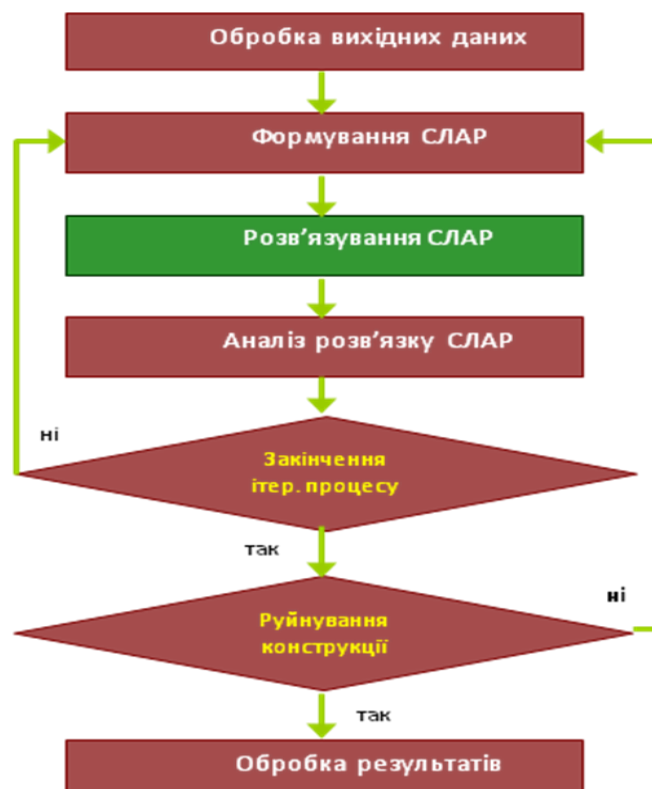 Обробка вихідних даних
Формування СЛАР
Розв’язування СЛАР
Аналіз розв’язку СЛАР
ні
Закінчення
ітер. процесу
так
Руйнування
конструкції
ні
так
Обробка результатів